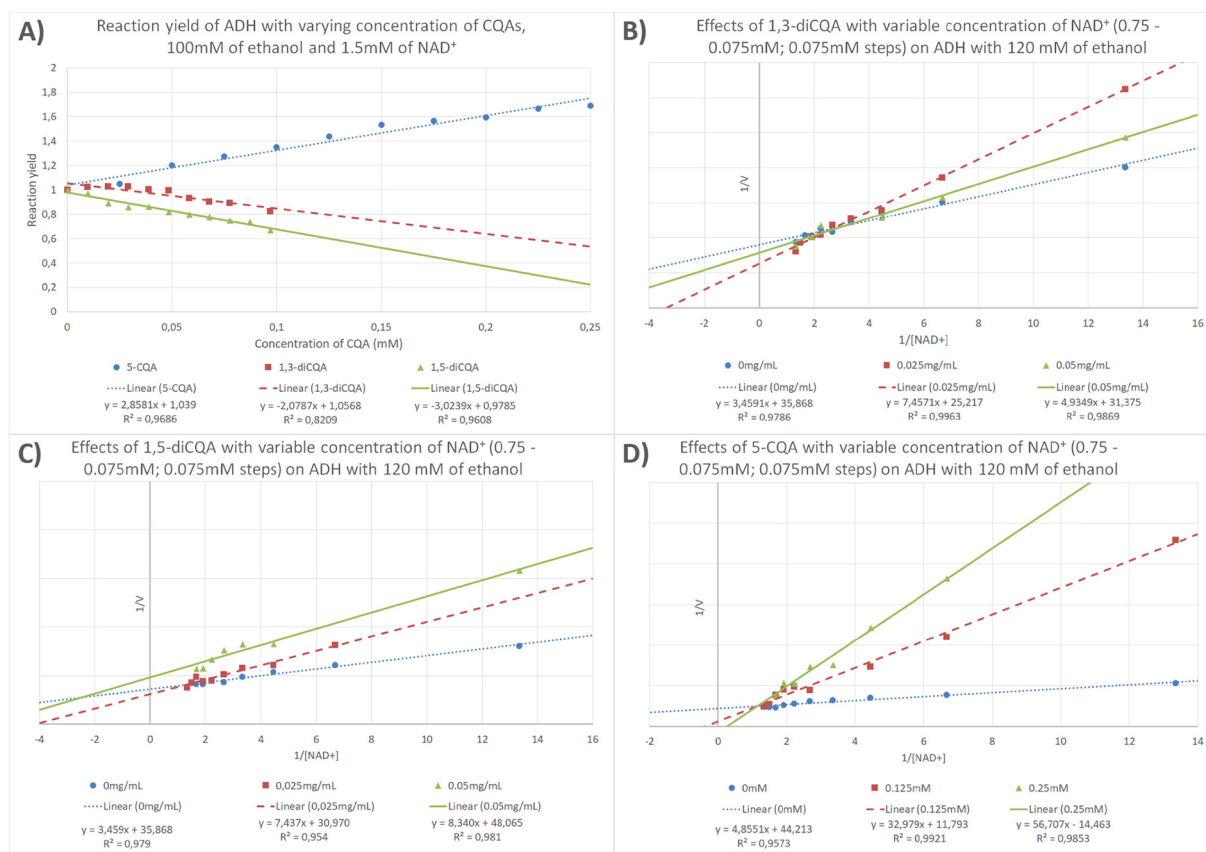 A)
Reaction yield of ADH with varying concentration of CQAs,
100mM of ethanol and 1.5mM of NAD⁺
Reaction yield
2
1,8
1,6
1,4
1,2
1
0,8
0,6
0,4
0,2
0
0 0,05 0,1 0,15 0,2 0,25
Concentration of CQA (mM)
5-CQA 1,3-diCQA 1,5-diCQA
Linear (5-CQA) Linear (1,3-diCQA) Linear (1,5-diCQA)
y = 2,8581x + 1,039 y = -2,0787x + 1,0568 y = -3,0239x + 0,9785
R² = 0,9686 R² = 0,8209 R² = 0,9608
B)
Effects of 1,3-diCQA with variable concentration of NAD⁺ (0.75 -
0.075mM; 0.075mM steps) on ADH with 120 mM of ethanol
1/V
-4 -2 0 2 4 6 8 10 12 14 16
1/[NAD+]
0mg/mL 0.025mg/mL 0.05mg/mL
Linear (0mg/mL) Linear (0.025mg/mL) Linear (0.05mg/mL)
y = 3,4591x + 35,868 y = 7,4571x + 25,217 y = 4,9349x + 31,375
R² = 0,9786 R² = 0,9963 R² = 0,9869
C)
Effects of 1,5-diCQA with variable concentration of NAD⁺ (0.75 -
0.075mM; 0.075mM steps) on ADH with 120 mM of ethanol
1/V
-4 -2 0 2 4 6 8 10 12 14 16
1/[NAD+]
0mg/mL 0,025mg/mL 0.05mg/mL
Linear (0mg/mL) Linear (0,025mg/mL) Linear (0.05mg/mL)
y = 3,459x + 35,868 y = 7,437x + 30,970 y = 8,340x + 48,065
R² = 0,979 R² = 0,954 R² = 0,981
D)
Effects of 5-CQA with variable concentration of NAD⁺ (0.75 -
0.075mM; 0.075mM steps) on ADH with 120 mM of ethanol
1/V
-2 0 2 4 6 8 10 12 14
1/[NAD+]
0mM 0.125mM 0.25mM
Linear (0mM) Linear (0.125mM) Linear (0.25mM)
y = 4,8551x + 44,213 y = 32,979x + 11,793 y = 56,707x - 14,463
R² = 0,9573 R² = 0,9921 R² = 0,9853